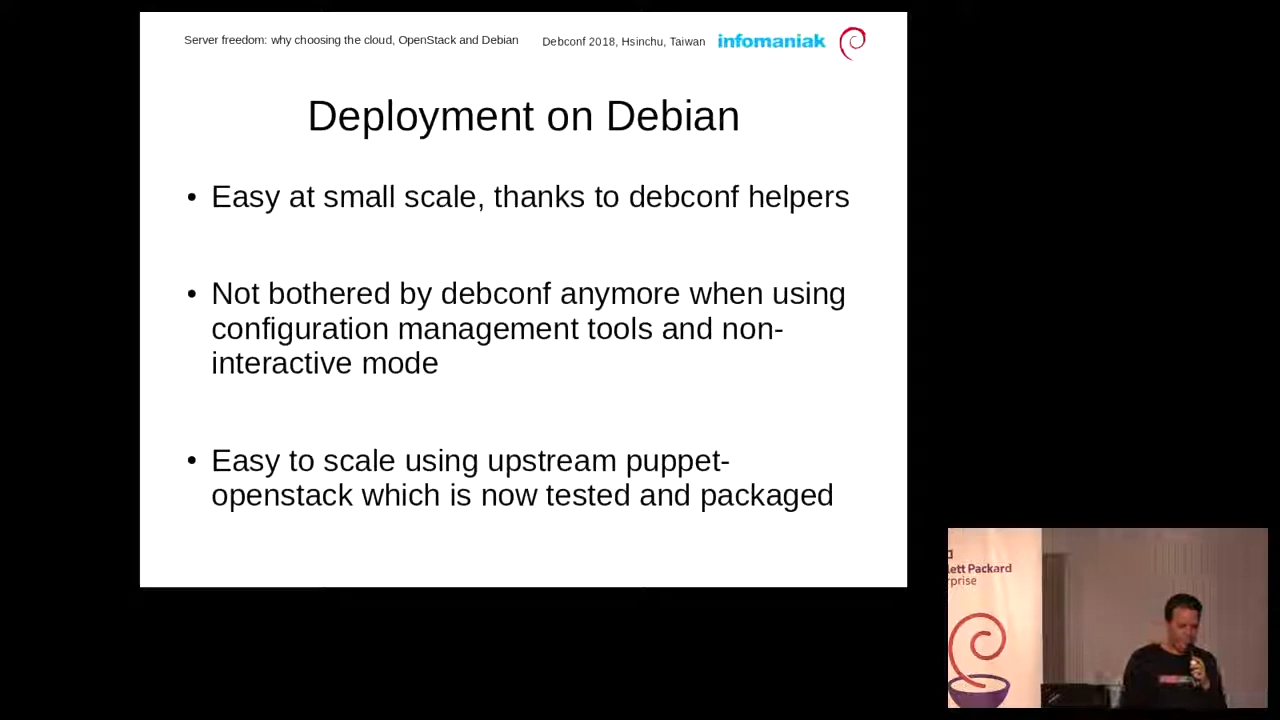 Server freedom: why choosing the cloud, OpenStack and Debian
Debconf 2018, Hsinchu, Taiwan
infomaniak
Deployment on Debian
• Easy at small scale, thanks to debconf helpers
• Not bothered by debconf anymore when using
configuration management tools and non-
interactive mode
• Easy to scale using upstream puppet-
openstack which is now tested and packaged
lett Packard
rprise